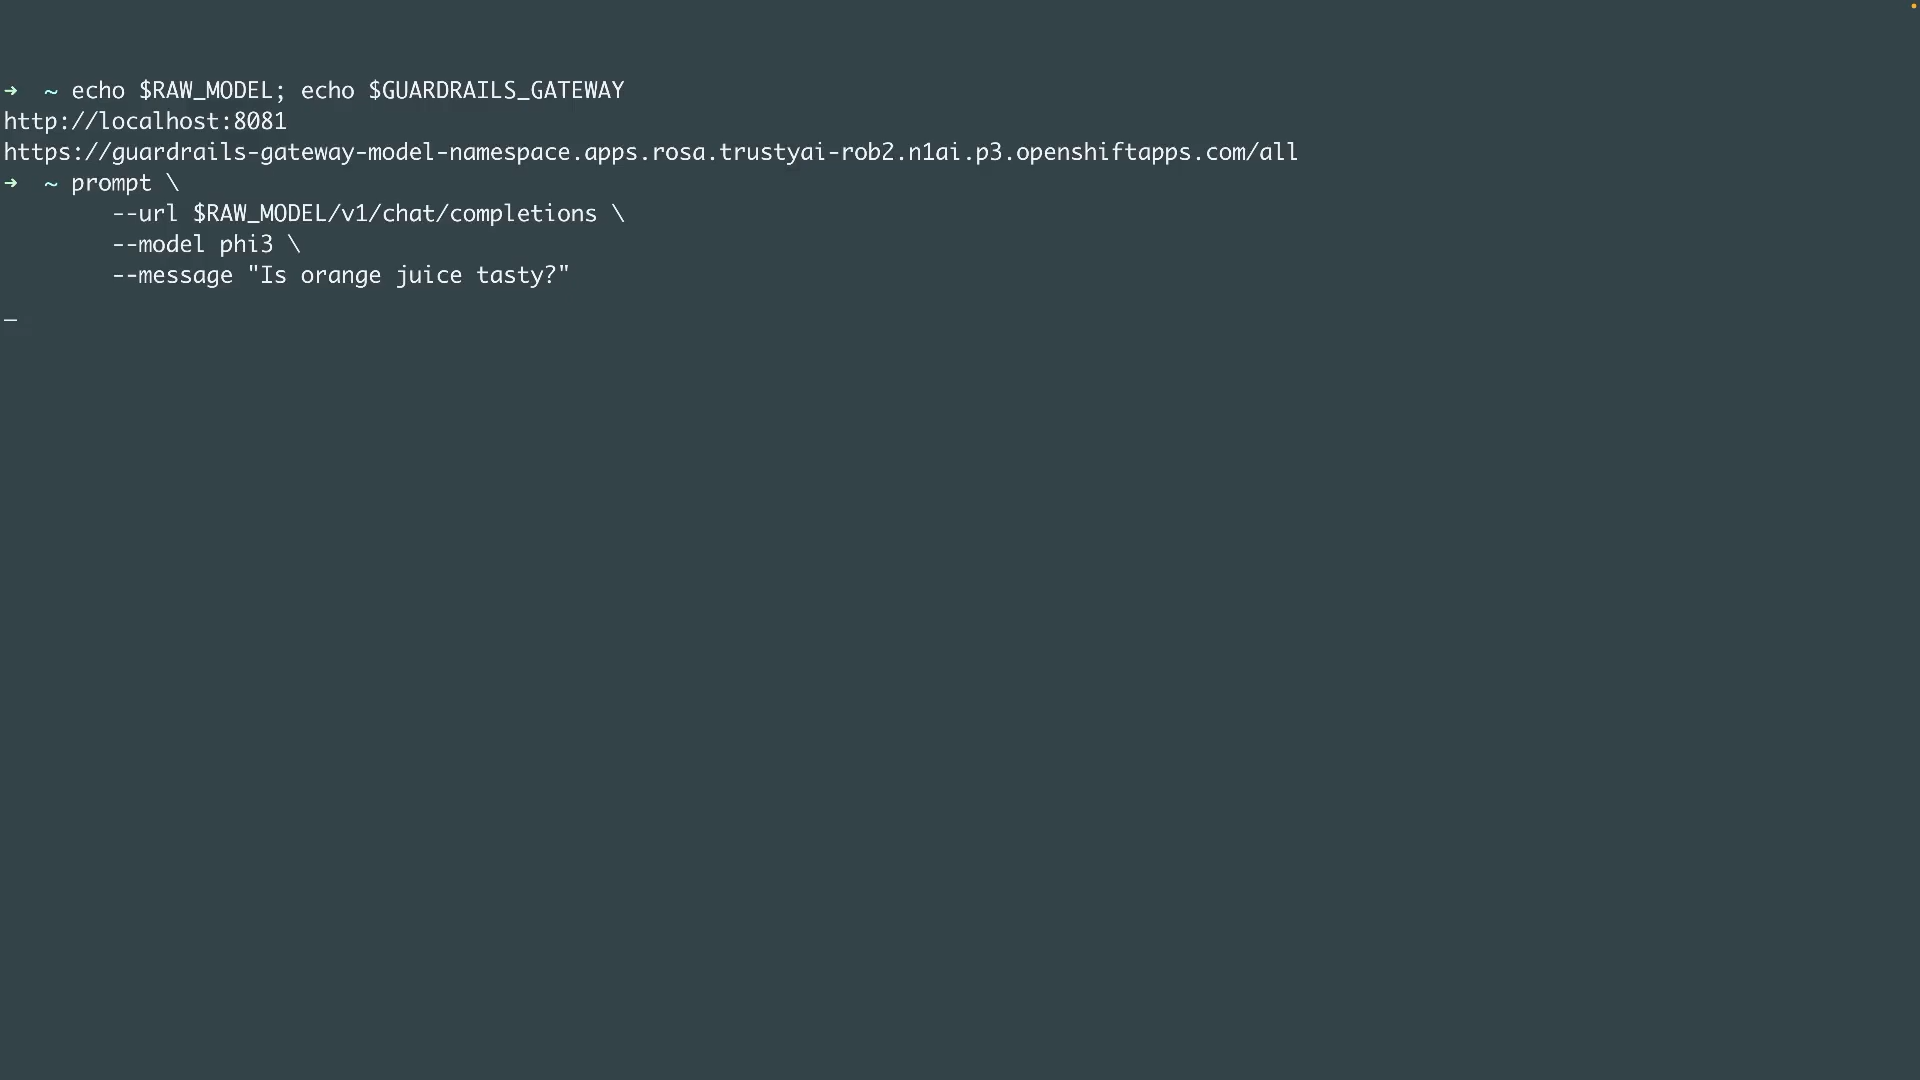 ➜  ~ echo $RAW_MODEL; echo $GUARDRAILS_GATEWAY
http://localhost:8081
https://guardrails-gateway-model-namespace.apps.rosa.trustyai-rob2.n1ai.p3.openshiftapps.com/all
➜  ~ prompt \
        --url $RAW_MODEL/v1/chat/completions \
        --model phi3 \
        --message "Is orange juice tasty?"